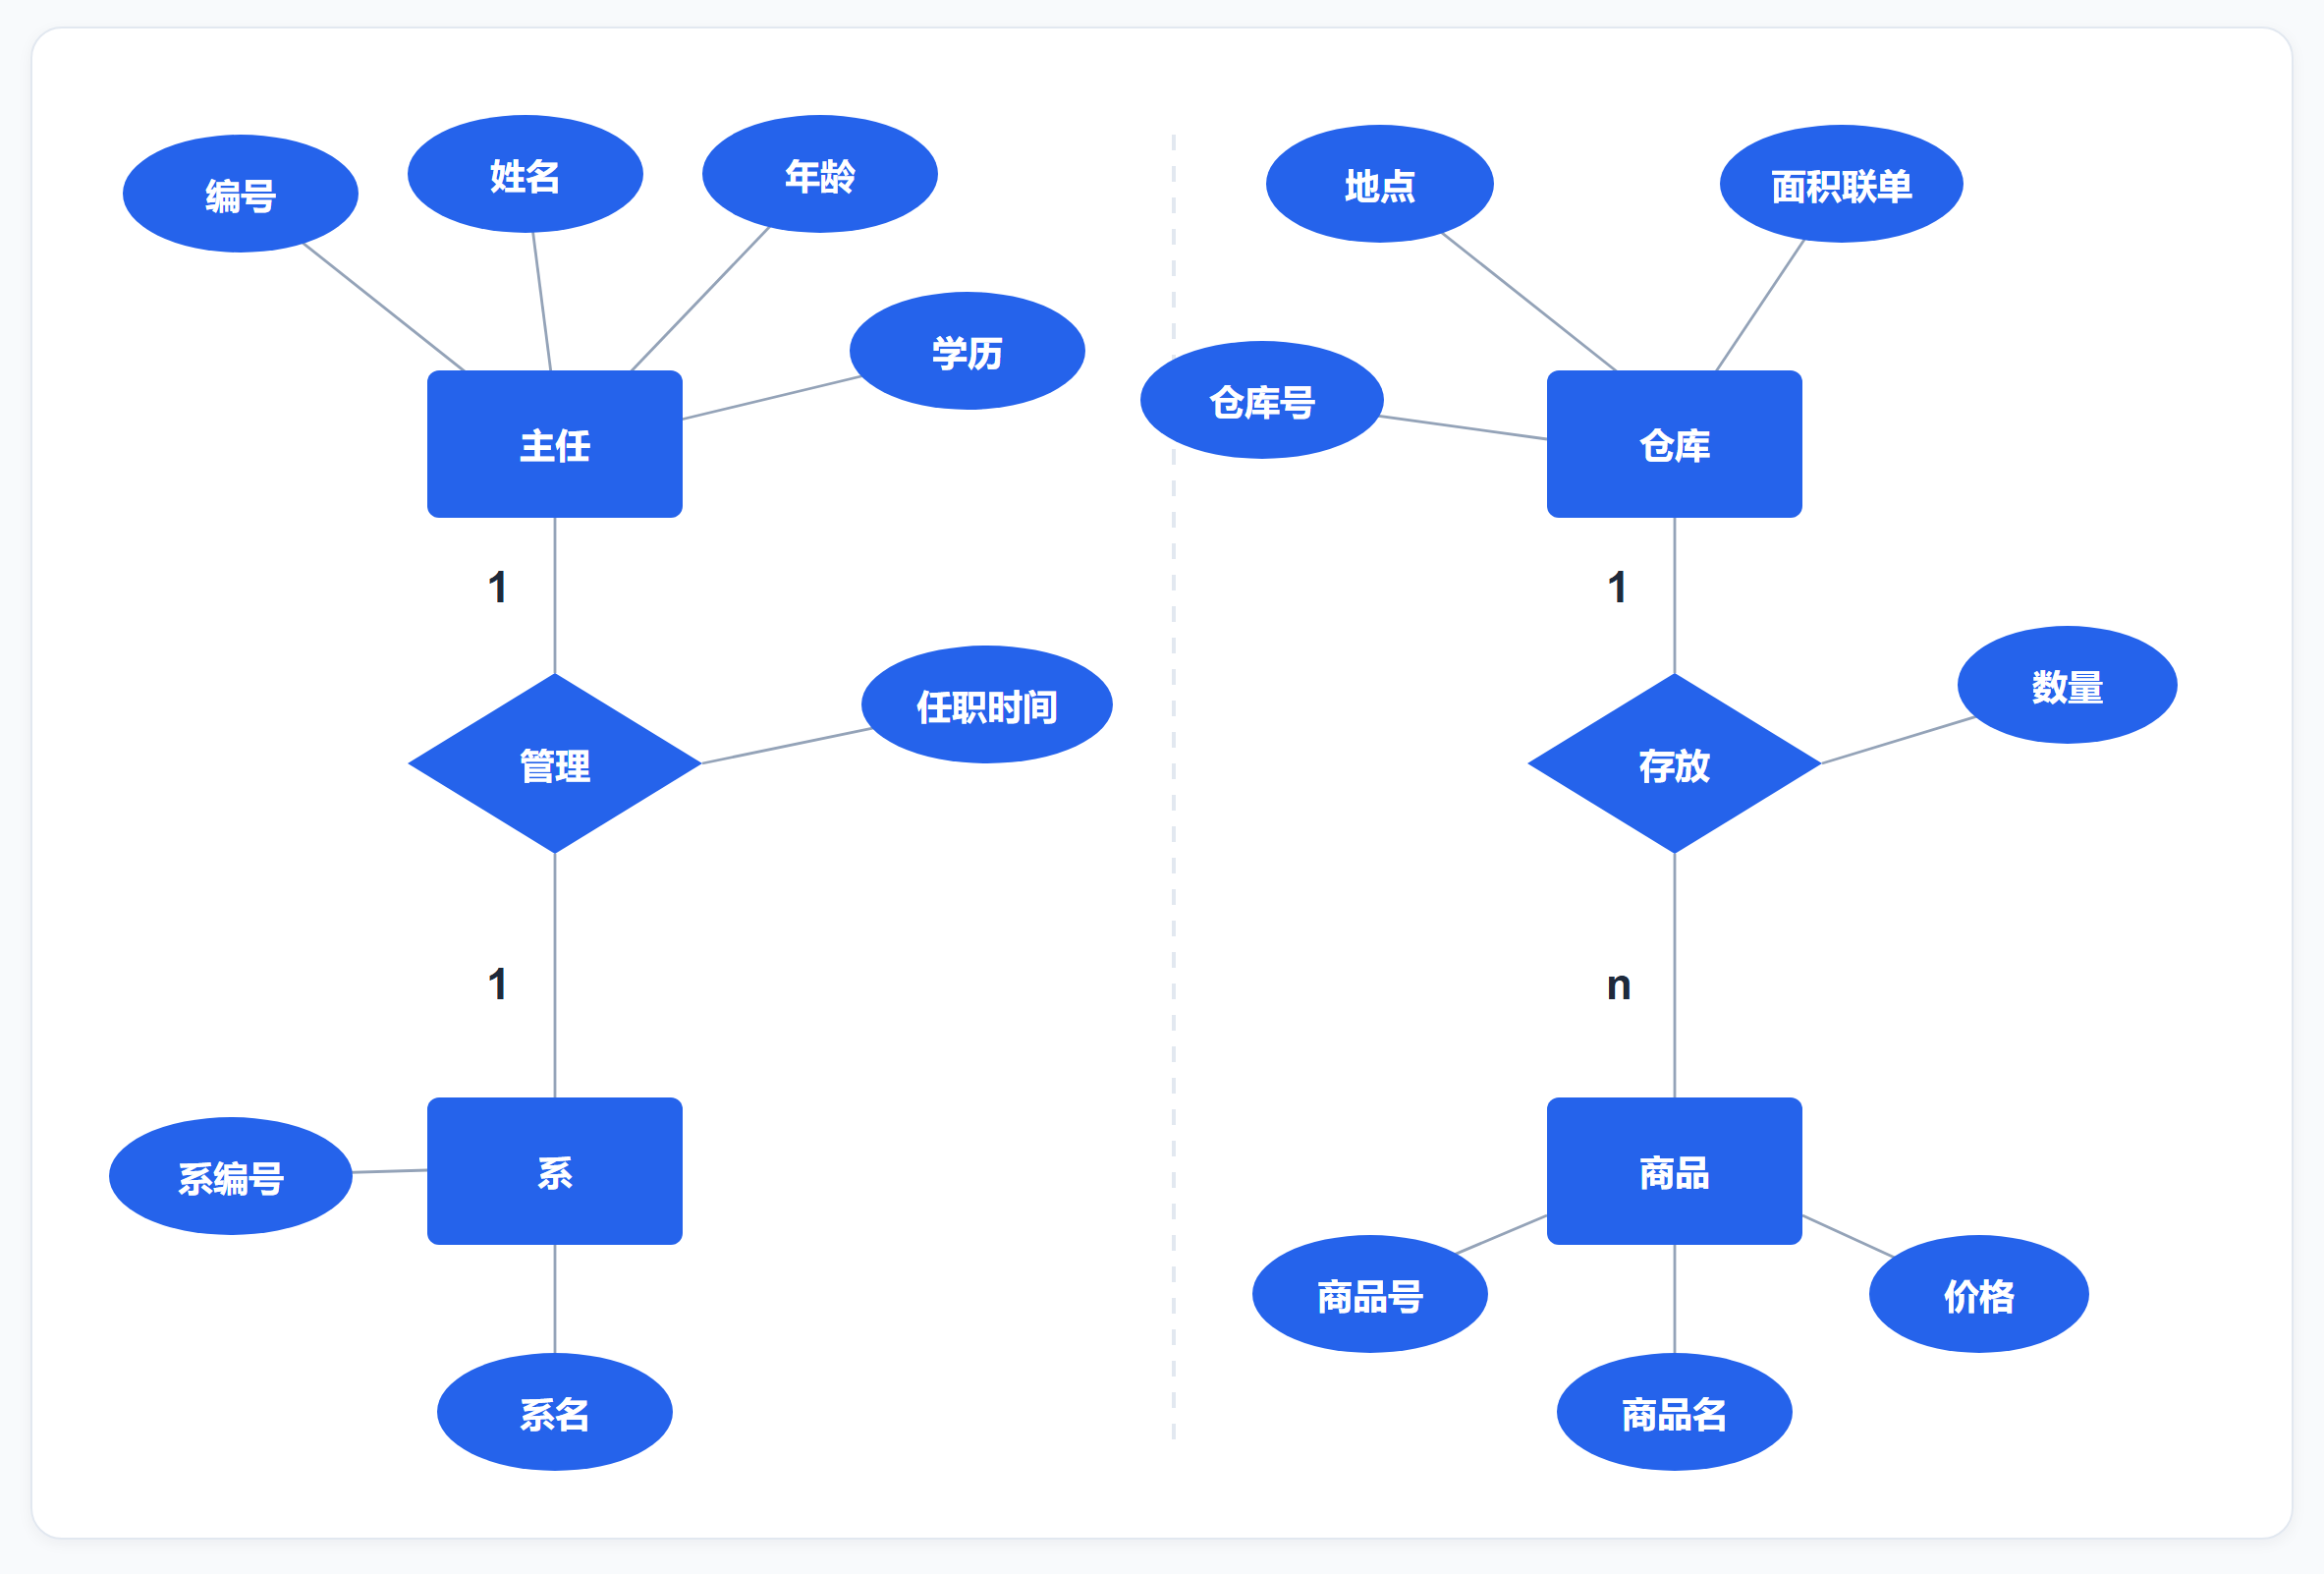 编号
姓名
年龄
学历
主任
1
任职时间
管理
1
系编号
系
系名
地点
面积联单
仓库号
仓库
1
数量
存放
n
商品
商品号
价格
商品名